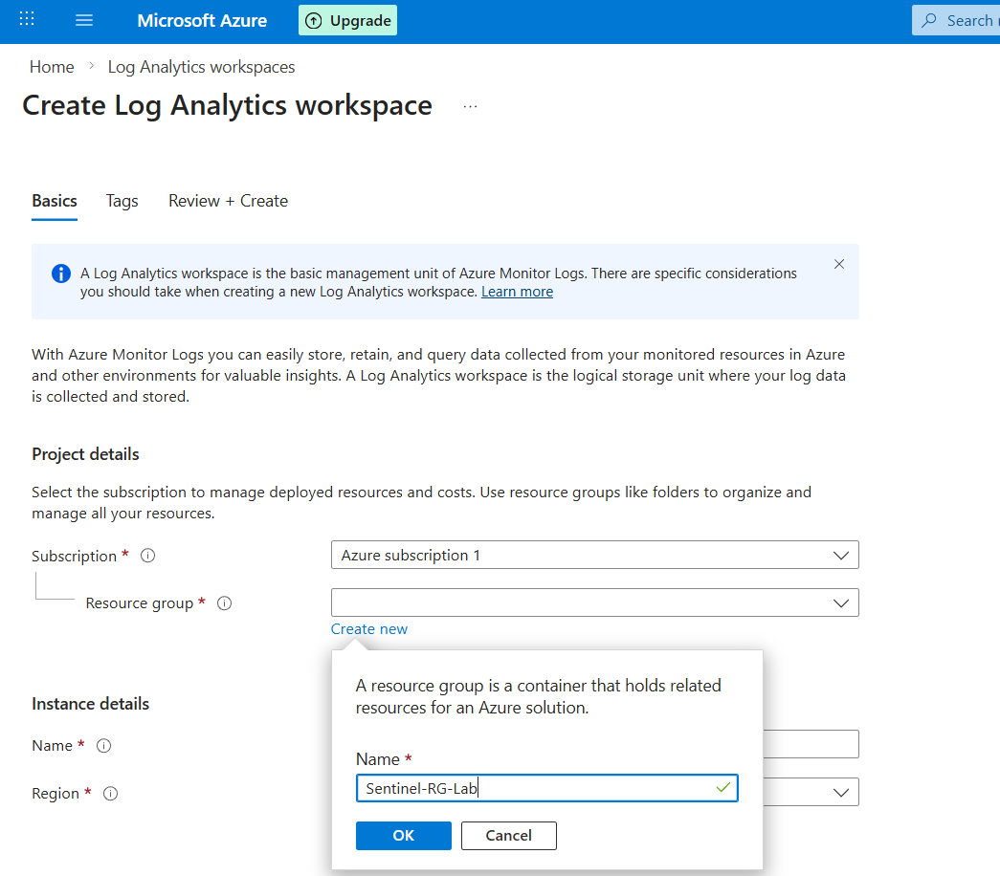 Microsoft Azure
Upgrade
Search
Home > Log Analytics workspaces
Create Log Analytics workspace ...
Basics
Tags
Review + Create
A Log Analytics workspace is the basic management unit of Azure Monitor Logs. There are specific considerations
you should take when creating a new Log Analytics workspace. Learn more
With Azure Monitor Logs you can easily store, retain, and query data collected from your monitored resources in Azure
and other environments for valuable insights. A Log Analytics workspace is the logical storage unit where your log data
is collected and stored.
Project details
Select the subscription to manage deployed resources and costs. Use resource groups like folders to organize and
manage all your resources.
Subscription *
Azure subscription 1
Resource group *
Create new
A resource group is a container that holds related
resources for an Azure solution.
Name *
Sentinel-RG-Lab
OK
Cancel
Instance details
Name *
Region *